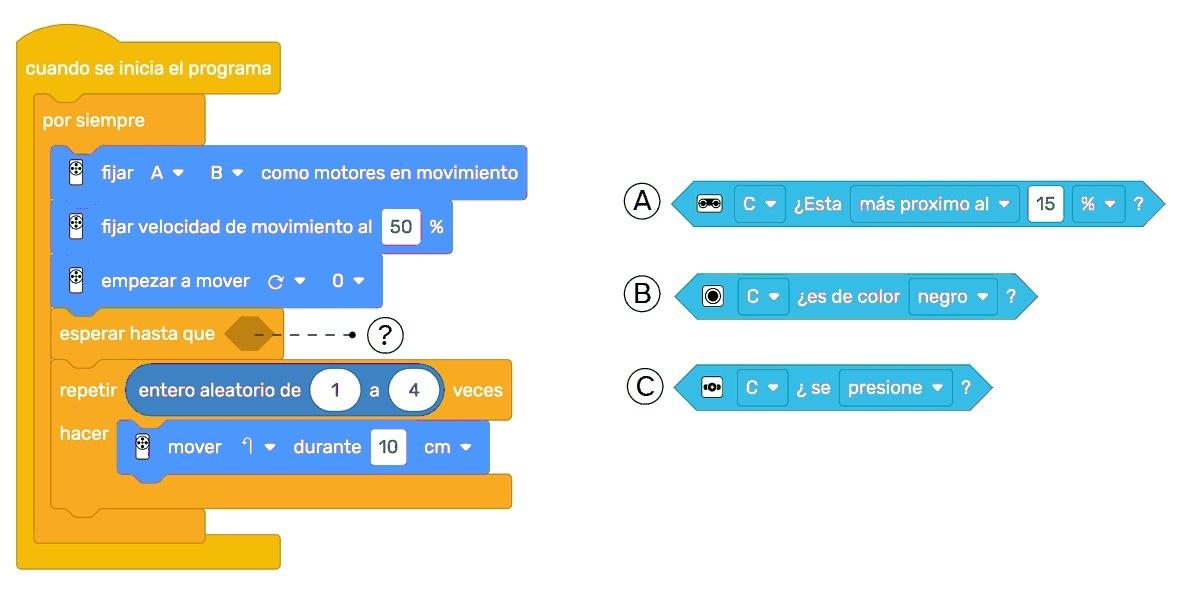 cuando se inicia el programa
por siempre
fijar A B como motores en movimiento
fijar velocidad de movimiento al 50 %
empezar a mover 0
esperar hasta que ?
repetir entero aleatorio de 1 a 4 veces
hacer mover durante 10 cm
A C ¿Esta más proximo al 15 % ?
B C ¿es de color negro ?
C C ¿ se presione ?